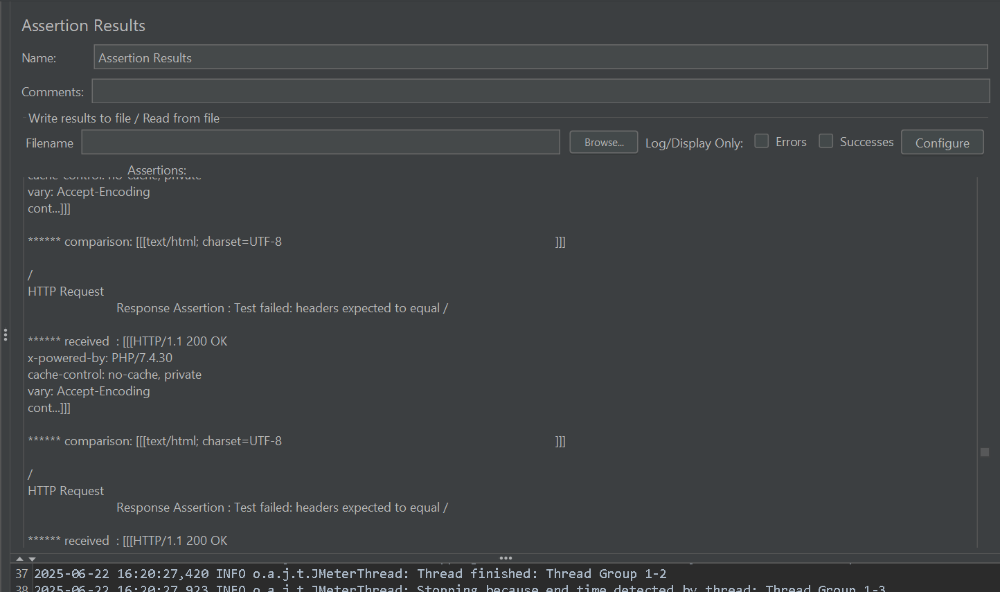 Assertion Results
Name:
Assertion Results
Comments:
Write results to file / Read from file
Filename
Browse...
Log/Display Only:
Errors
Successes
Configure
Assertions:
cache-control: no-cache, private
vary: Accept-Encoding
cont...]]]
****** comparison: [[[text/html; charset=UTF-8 ]]]
/
HTTP Request
Response Assertion : Test failed: headers expected to equal /
****** received : [[[HTTP/1.1 200 OK
x-powered-by: PHP/7.4.30
cache-control: no-cache, private
vary: Accept-Encoding
cont...]]]
****** comparison: [[[text/html; charset=UTF-8 ]]]
/
HTTP Request
Response Assertion : Test failed: headers expected to equal /
****** received : [[[HTTP/1.1 200 OK
37 2025-06-22 16:20:27,420 INFO o.a.j.t.JMeterThread: Thread finished: Thread Group 1-2
38 2025-06-22 16:20:27,923 INFO o.a.j.t.JMeterThread: Stopping because end time detected by thread: Thread Group 1-3